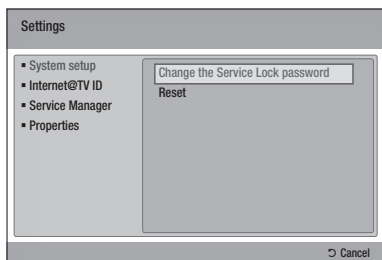 Settings
▪ System setup
▪ Internet@TV ID
▪ Service Manager
▪ Properties
Change the Service Lock password
Reset
⮌ Cancel